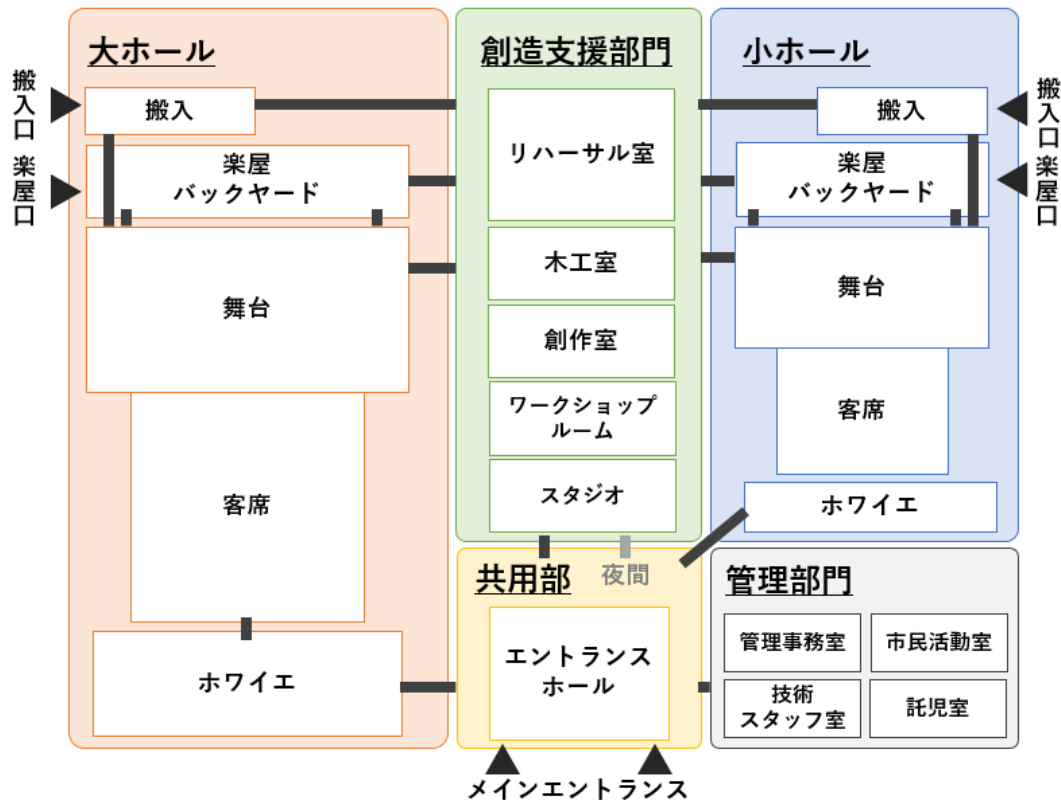 大ホール
搬入口
搬入
楽屋口
楽屋
バックヤード
舞台
客席
ホワイエ
創造支援部門
リハーサル室
木工室
創作室
ワークショップ
ルーム
スタジオ
小ホール
搬入
搬入口
楽屋
バックヤード
楽屋口
舞台
客席
ホワイエ
共用部
夜間
エントランス
ホール
メインエントランス
管理部門
管理事務室
市民活動室
技術
スタッフ室
託児室